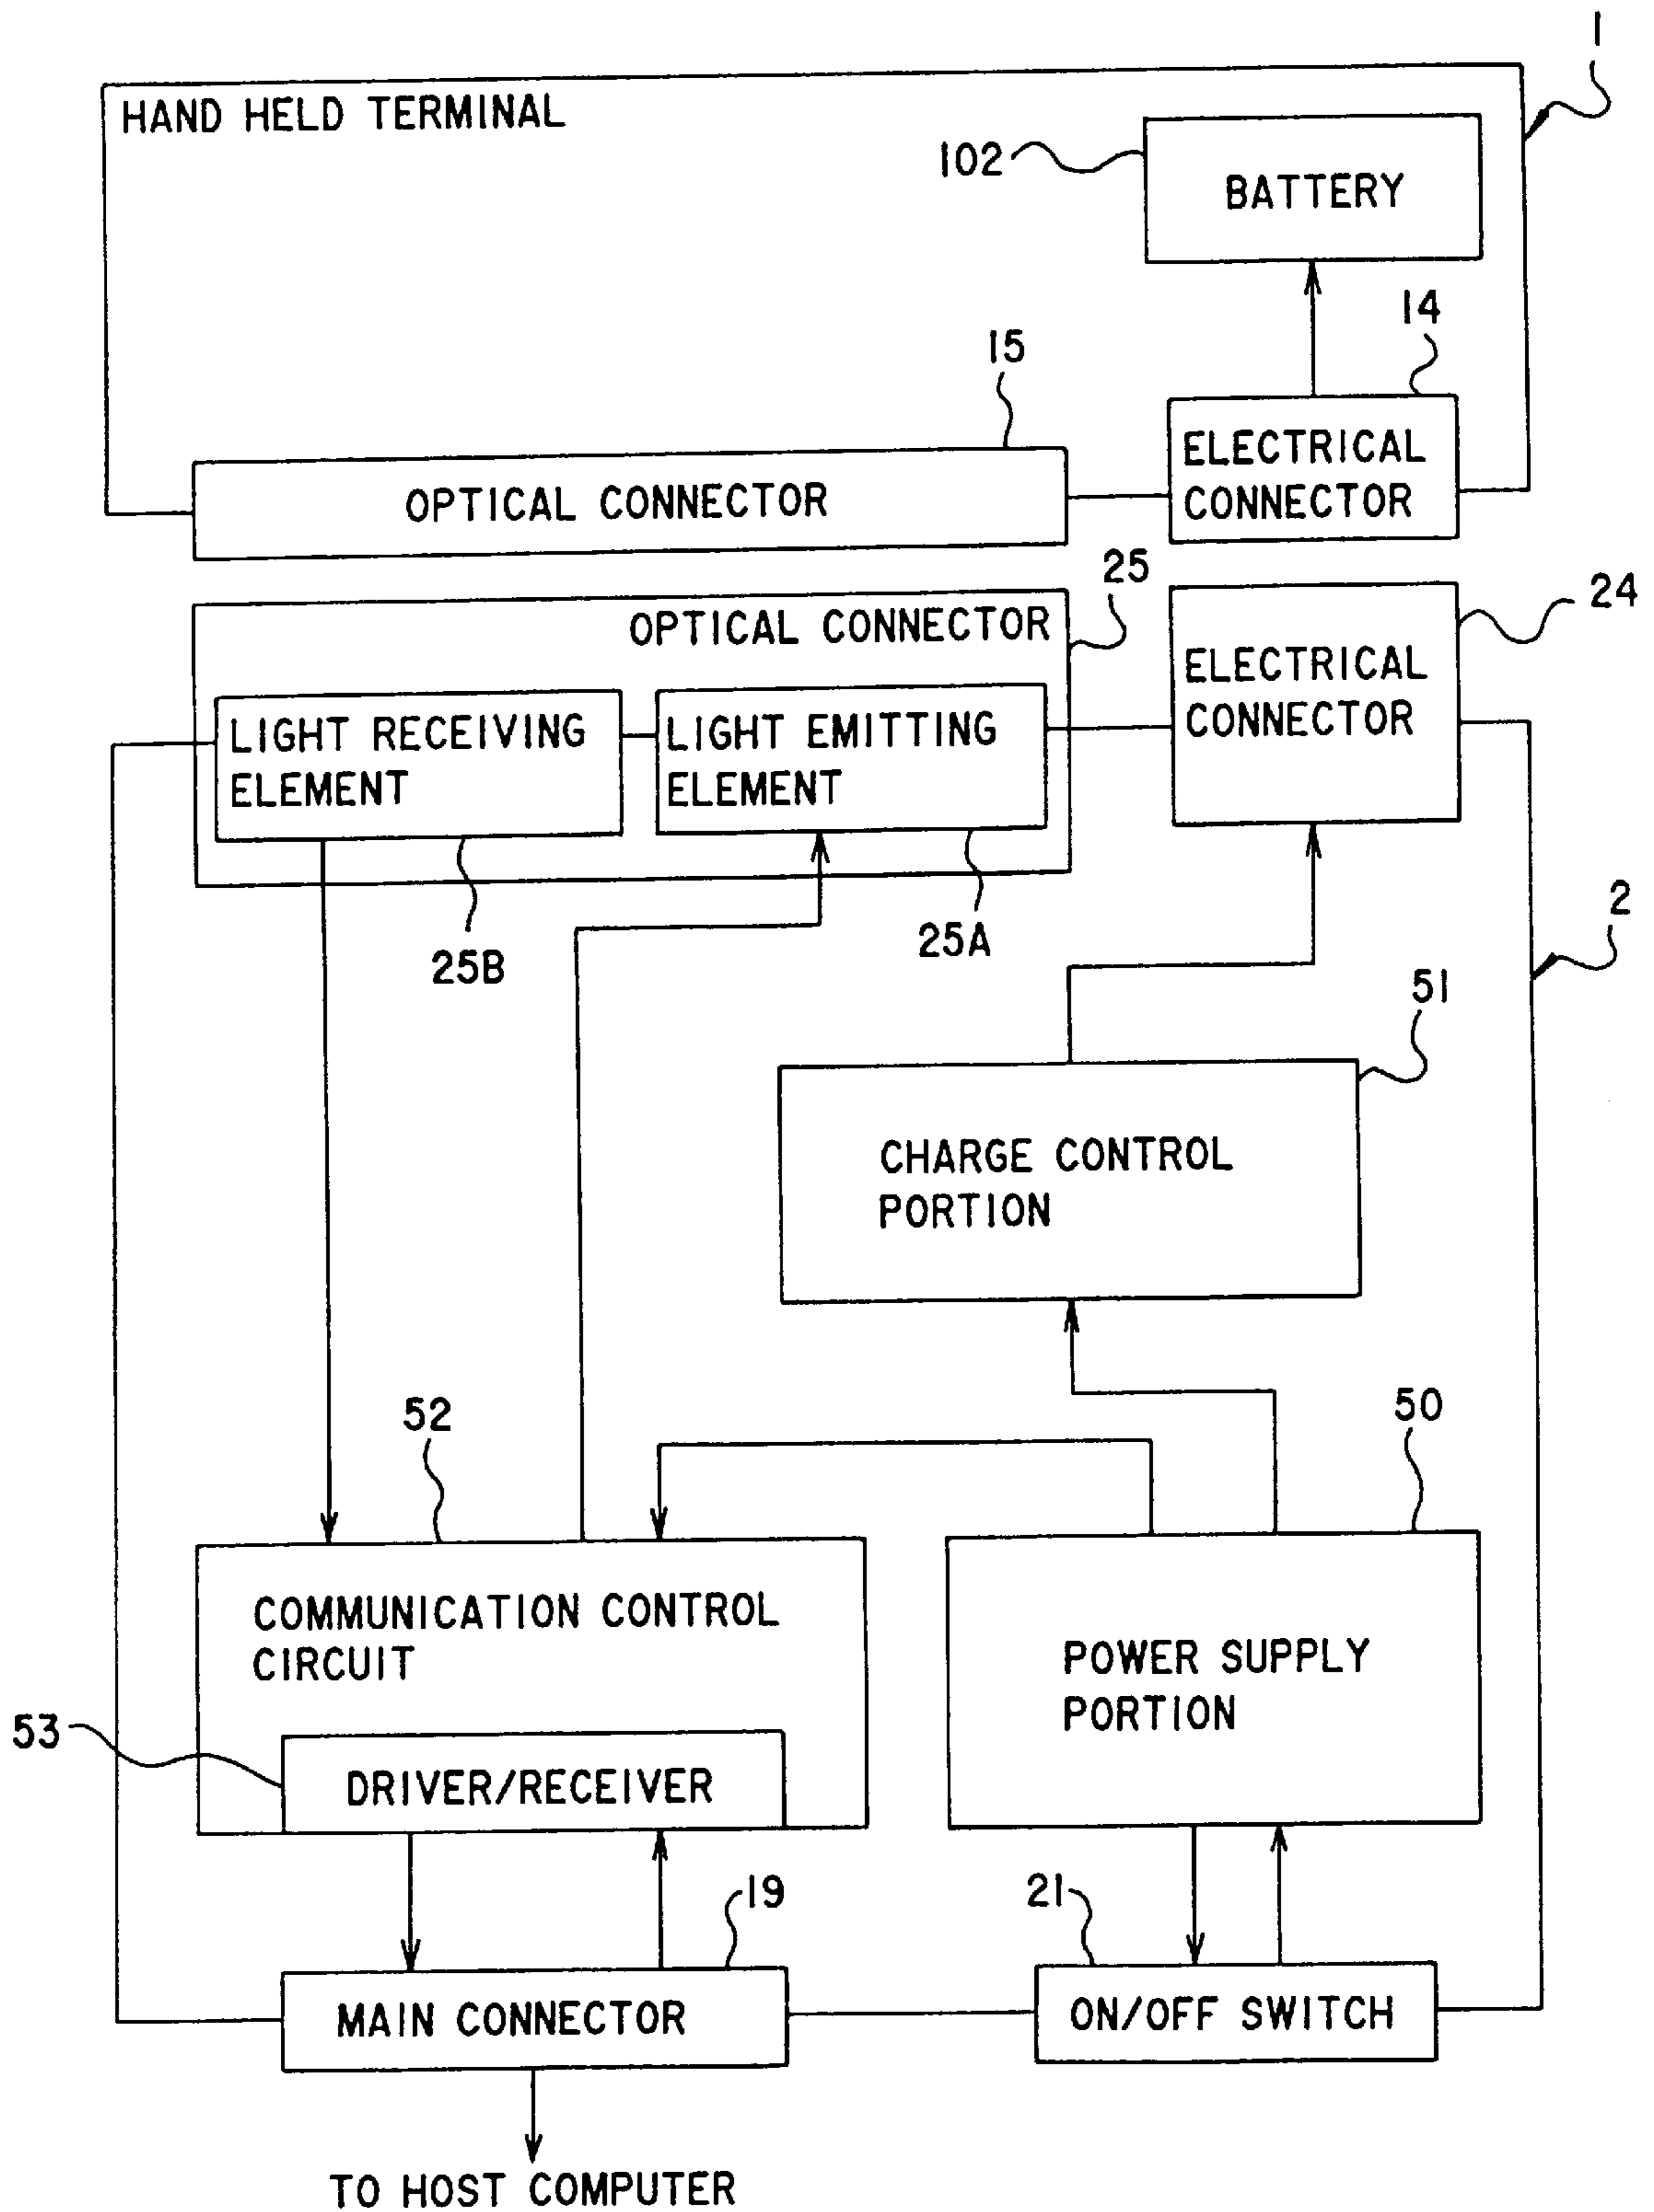 1
HAND HELD TERMINAL
102
BATTERY
14
15
ELECTRICAL
CONNECTOR
OPTICAL CONNECTOR
25
24
OPTICAL CONNECTOR
ELECTRICAL
CONNECTOR
LIGHT RECEIVING
ELEMENT
LIGHT EMITTING
ELEMENT
2
25B
25A
51
CHARGE CONTROL
PORTION
52
50
COMMUNICATION CONTROL
CIRCUIT
POWER SUPPLY
PORTION
53
DRIVER/RECEIVER
19
21
MAIN CONNECTOR
ON/OFF SWITCH
TO HOST COMPUTER